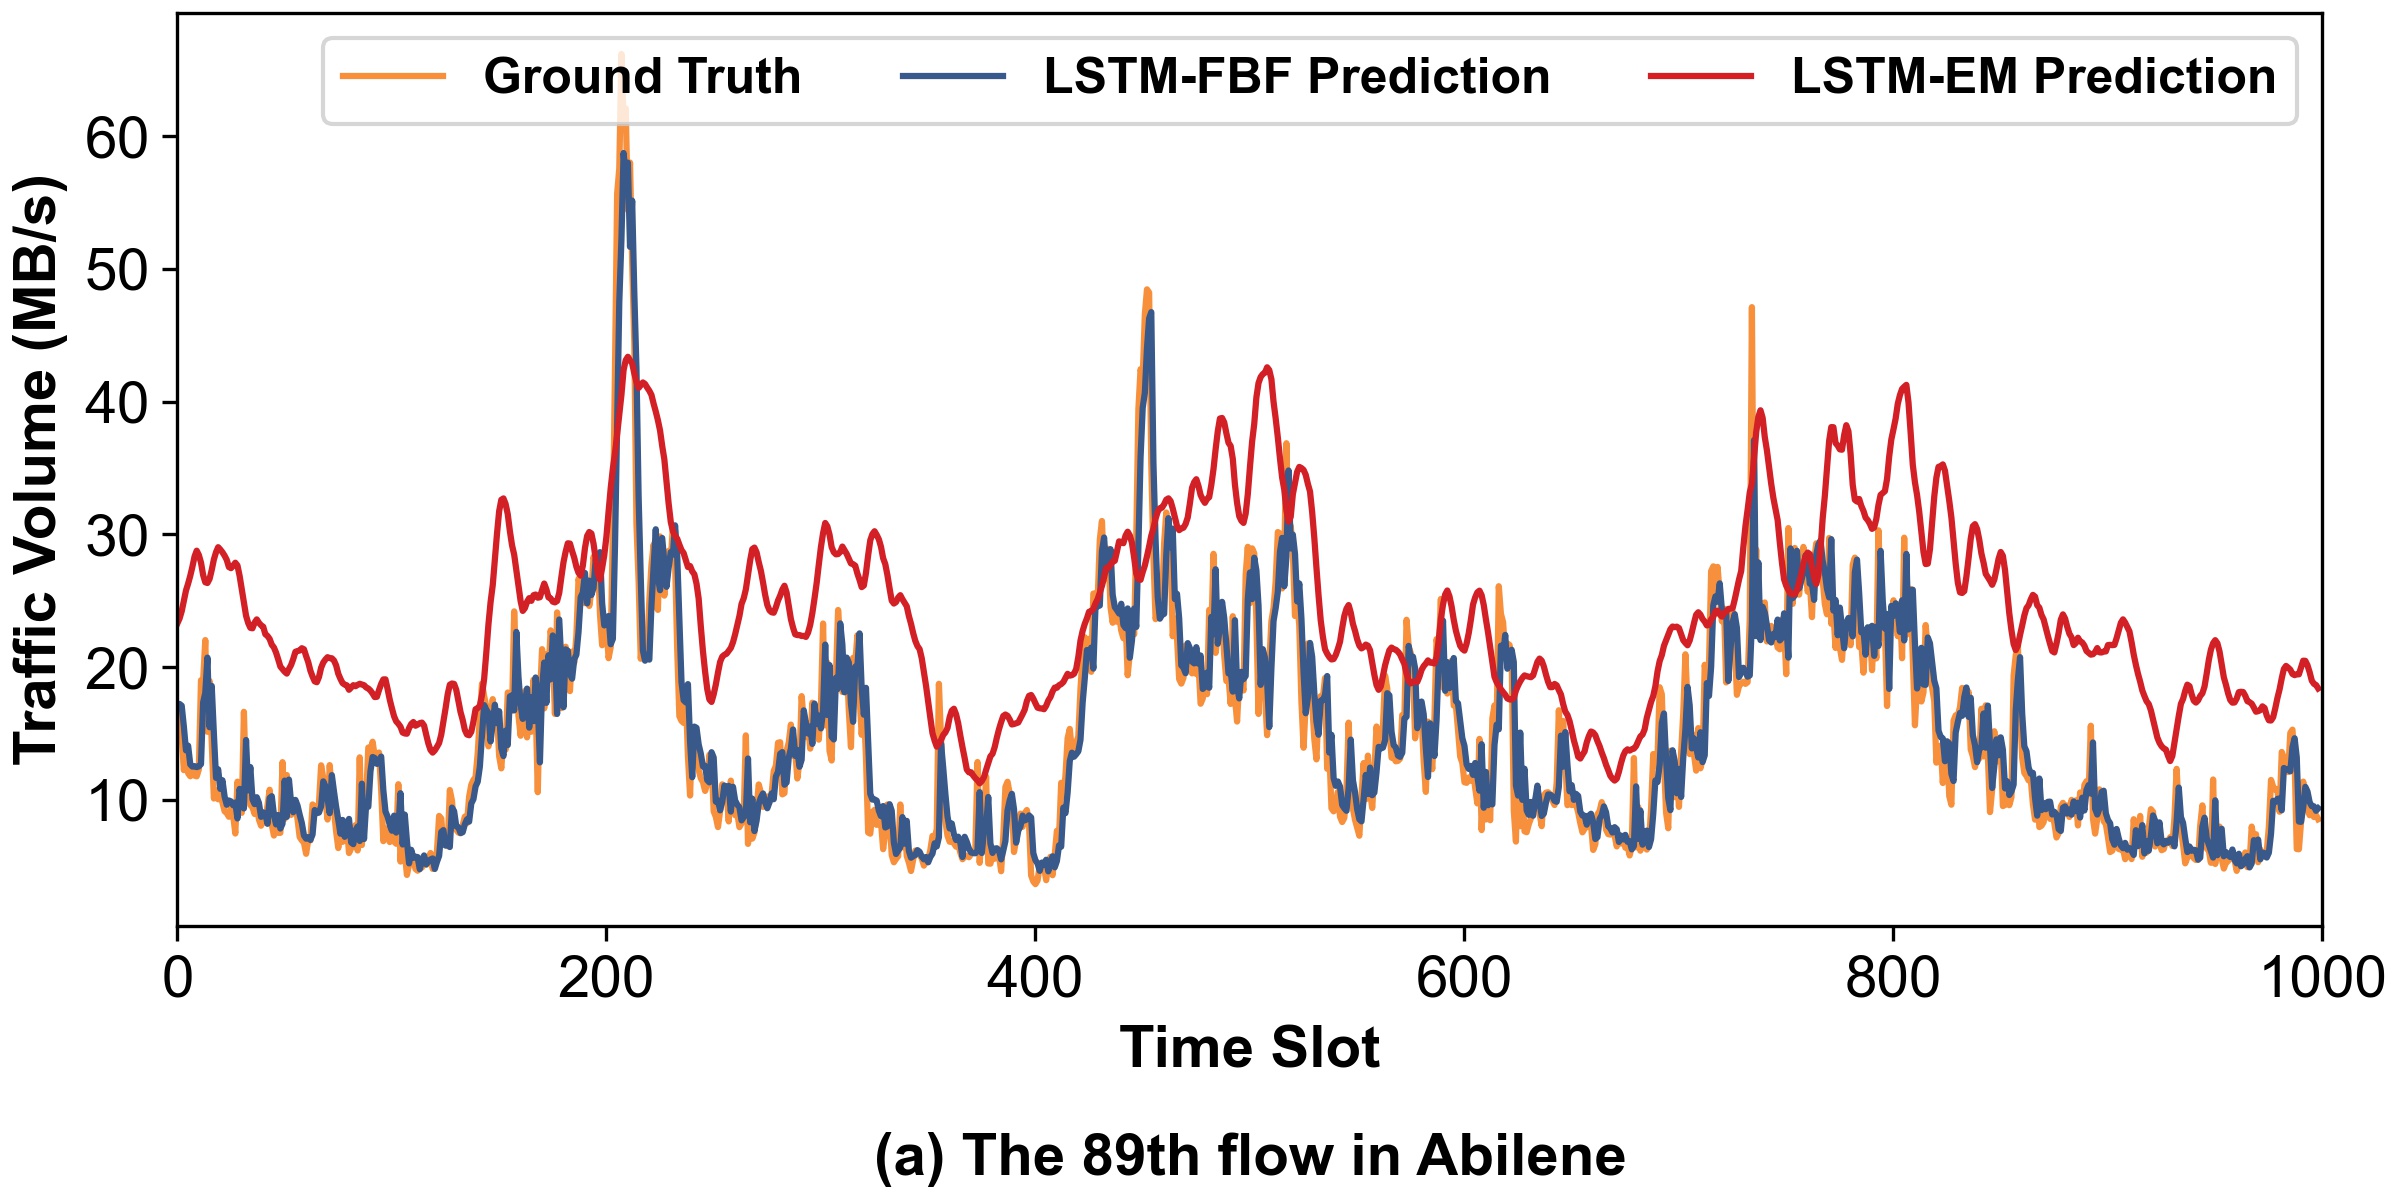 Ground Truth LSTM-FBF Prediction LSTM-EM Prediction
Traffic Volume (MB/s)
60
50
40
30
20
10
0 200 400 600 800 1000
Time Slot
(a) The 89th flow in Abilene